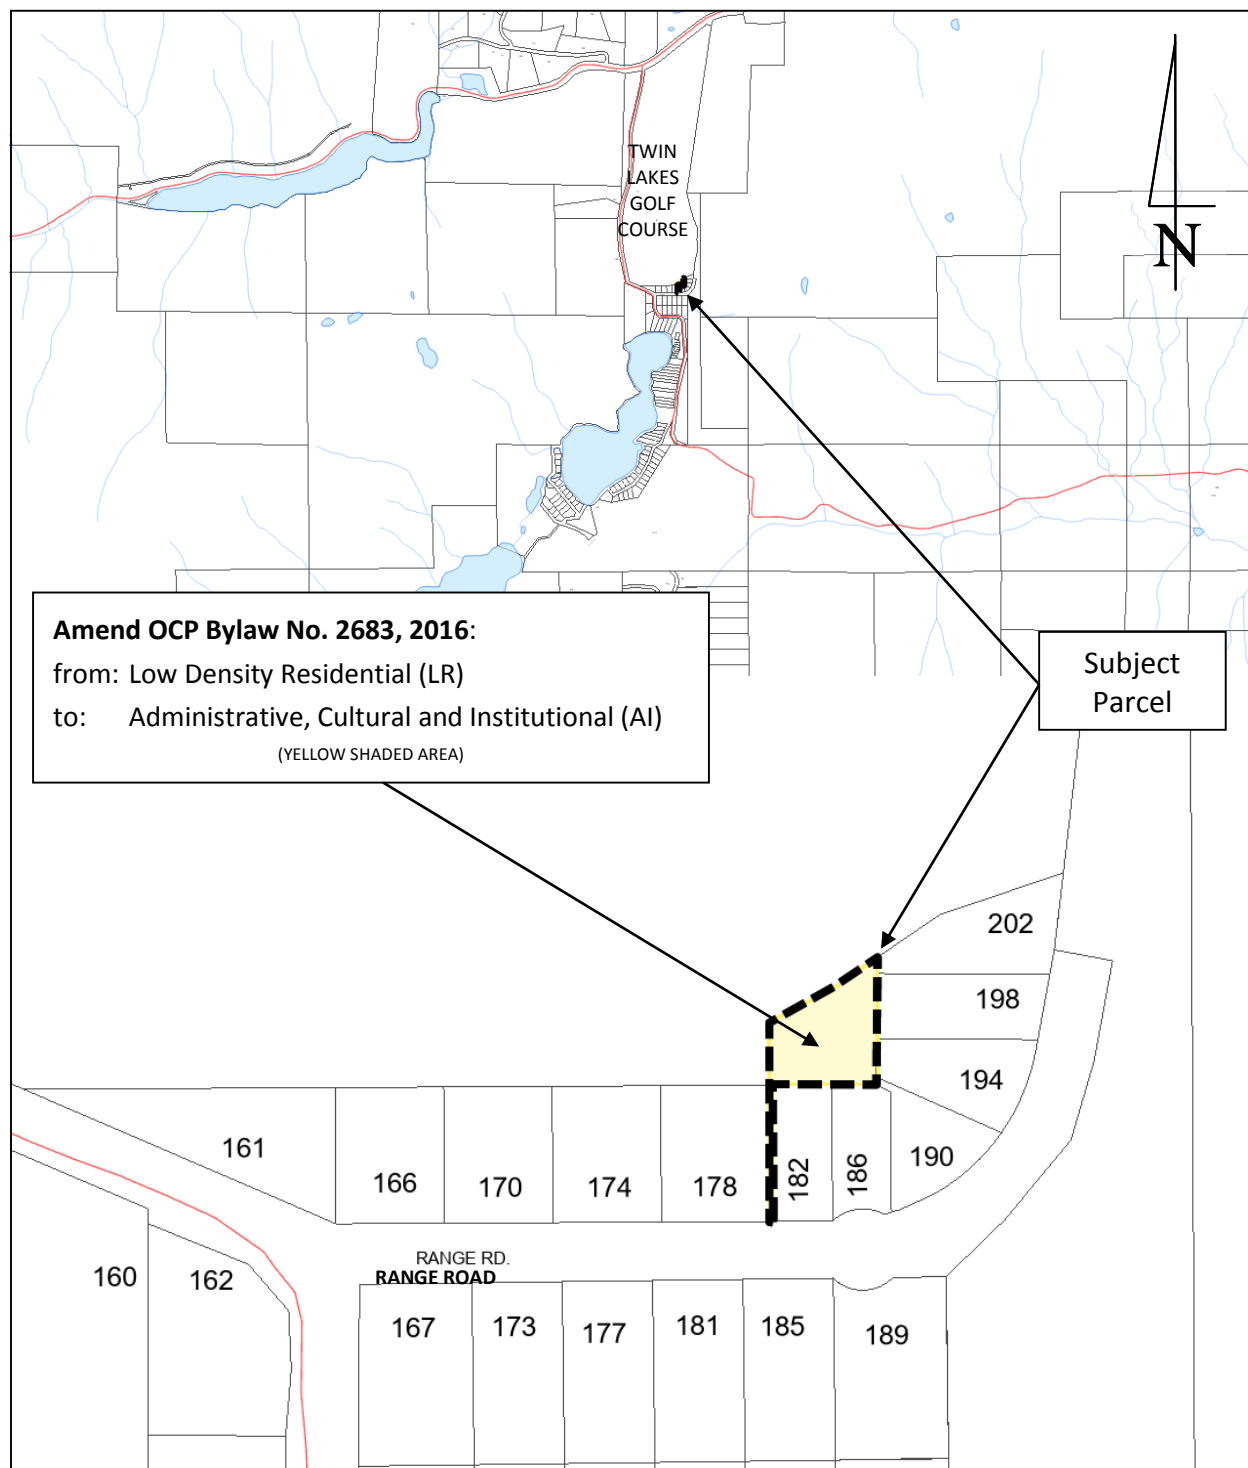 TWIN
LAKES
GOLF
COURSE
N
Amend OCP Bylaw No. 2683, 2016:
from: Low Density Residential (LR)
to: Administrative, Cultural and Institutional (AI)
(YELLOW SHADED AREA)
Subject
Parcel
202
198
194
190
186
182
178
174
170
166
161
RANGE RD.
RANGE ROAD
160
162
167
173
177
181
185
189